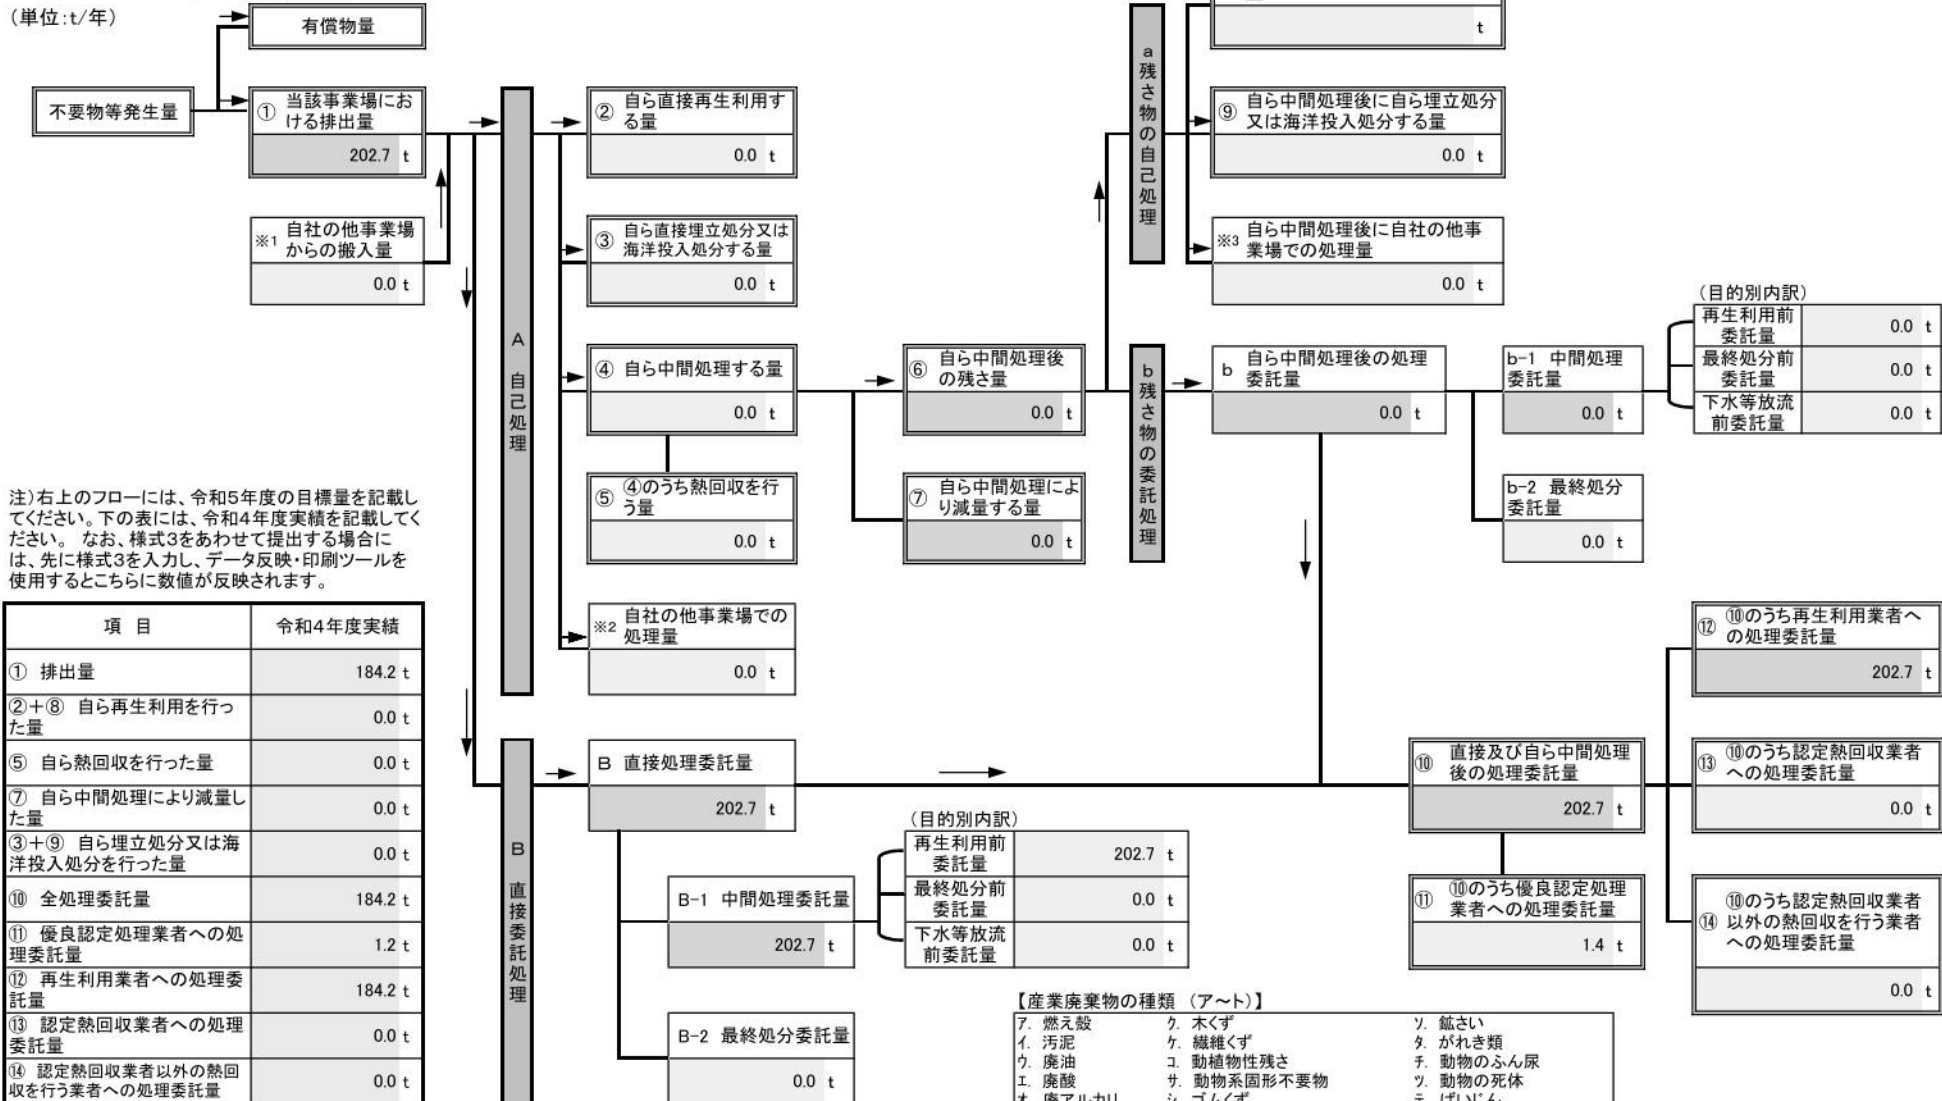 (単位:t/年)
有償物量
不要物等発生量
①
当該事業場にお
ける排出量
202.7 t
※1
自社の他事業場
からの搬入量
0.0 t
A 自己処理
②
自ら直接再生利用す
る量
0.0 t
③
自ら直接埋立処分又は
海洋投入処分する量
0.0 t
④ 自ら中間処理する量
0.0 t
⑤
④のうち熱回収を行
う量
0.0 t
※2
自社の他事業場での
処理量
0.0 t
⑥
自ら中間処理後
の残さ量
0.0 t
⑦
自ら中間処理によ
り減量する量
0.0 t
a 残さ物の自己処理
t
⑨
自ら中間処理後に自ら埋立処分
又は海洋投入処分する量
0.0 t
※3
自ら中間処理後に自社の他事
業場での処理量
0.0 t
b 残さ物の委託処理
b
自ら中間処理後の処理
委託量
0.0 t
b-1 中間処理
委託量
0.0 t
(目的別内訳)
再生利用前
委託量
0.0 t
最終処分前
委託量
0.0 t
下水等放流
前委託量
0.0 t
b-2 最終処分
委託量
0.0 t
注)右上のフローには、令和5年度の目標量を記載し
てください。下の表には、令和4年度実績を記載してく
ださい。 なお、様式3をあわせて提出する場合に
は、先に様式3を入力し、データ反映・印刷ツールを
使用するとこちらに数値が反映されます。
項 目 令和4年度実績
① 排出量 184.2 t
②+⑧ 自ら再生利用を行っ
た量
0.0 t
⑤ 自ら熱回収を行った量 0.0 t
⑦ 自ら中間処理により減量し
た量
0.0 t
③+⑨ 自ら埋立処分又は海
洋投入処分を行った量
0.0 t
⑩ 全処理委託量 184.2 t
⑪ 優良認定処理業者への処
理委託量
1.2 t
⑫ 再生利用業者への処理委
託量
184.2 t
⑬ 認定熱回収業者への処理
委託量
0.0 t
⑭ 認定熱回収業者以外の熱回
収を行う業者への処理委託量
0.0 t
B 直接委託処理
B 直接処理委託量
202.7 t
B-1 中間処理委託量
202.7 t
(目的別内訳)
再生利用前
委託量
202.7 t
最終処分前
委託量
0.0 t
下水等放流
前委託量
0.0 t
B-2 最終処分委託量
0.0 t
⑩
直接及び自ら中間処理
後の処理委託量
202.7 t
⑪
⑩のうち優良認定処理
業者への処理委託量
1.4 t
⑫
⑩のうち再生利用業者へ
の処理委託量
202.7 t
⑬
⑩のうち認定熱回収業者
への処理委託量
0.0 t
⑭
⑩のうち認定熱回収業者
以外の熱回収を行う業者
への処理委託量
0.0 t
【産業廃棄物の種類 (ア~ト)】
ア. 燃え殻 ク. 木くず ソ. 鉱さい
イ. 汚泥 ケ. 繊維くず タ. がれき類
ウ. 廃油 コ. 動植物性残さ チ. 動物のふん尿
エ. 廃酸 サ. 動物系固形不要物 ツ. 動物の死体
オ. 廃アルカリ シ. ゴムくず テ. ばいじん